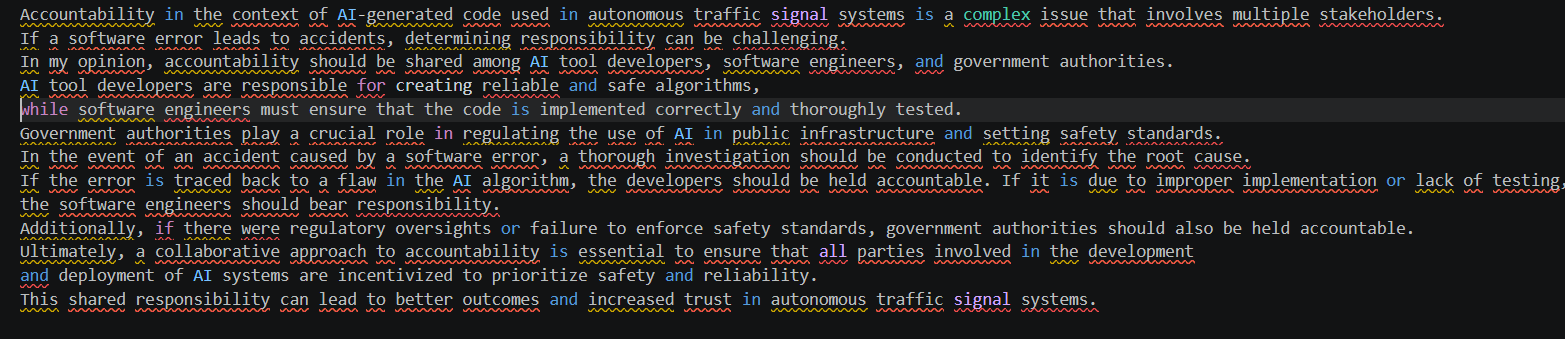 Accountability in the context of AI-generated code used in autonomous traffic signal systems is a complex issue that involves multiple stakeholders.
If a software error leads to accidents, determining responsibility can be challenging.
In my opinion, accountability should be shared among AI tool developers, software engineers, and government authorities.
AI tool developers are responsible for creating reliable and safe algorithms,
while software engineers must ensure that the code is implemented correctly and thoroughly tested.
Government authorities play a crucial role in regulating the use of AI in public infrastructure and setting safety standards.
In the event of an accident caused by a software error, a thorough investigation should be conducted to identify the root cause.
If the error is traced back to a flaw in the AI algorithm, the developers should be held accountable. If it is due to improper implementation or lack of testing,
the software engineers should bear responsibility.
Additionally, if there were regulatory oversights or failure to enforce safety standards, government authorities should also be held accountable.
Ultimately, a collaborative approach to accountability is essential to ensure that all parties involved in the development
and deployment of AI systems are incentivized to prioritize safety and reliability.
This shared responsibility can lead to better outcomes and increased trust in autonomous traffic signal systems.